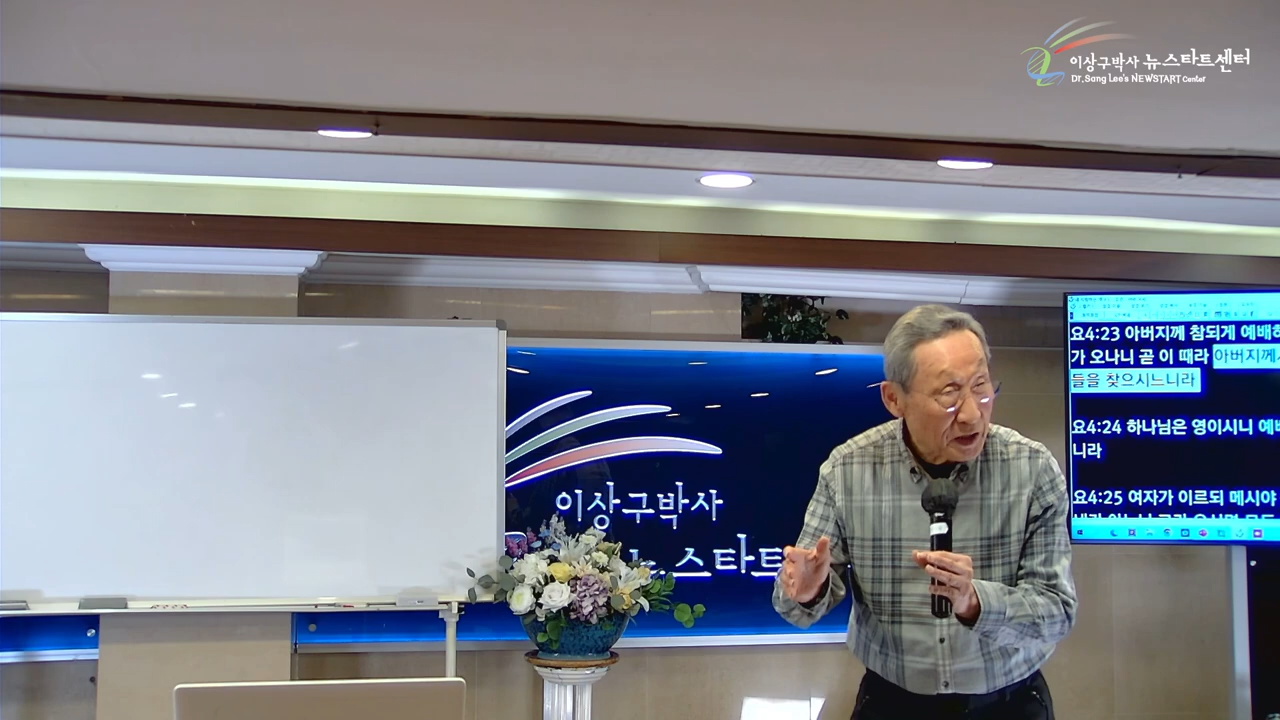 이상구박사 뉴스타트센터
Dr. Sang Lee's NEWSTART Center
이상구박사
뉴 스타트
요4:23 아버지께 참되게 예배하
가 오나니 곧 이 때라 아버지께
들을 찾으시느니라
요4:24 하나님은 영이시니 예배
니라
요4:25 여자가 이르되 메시야